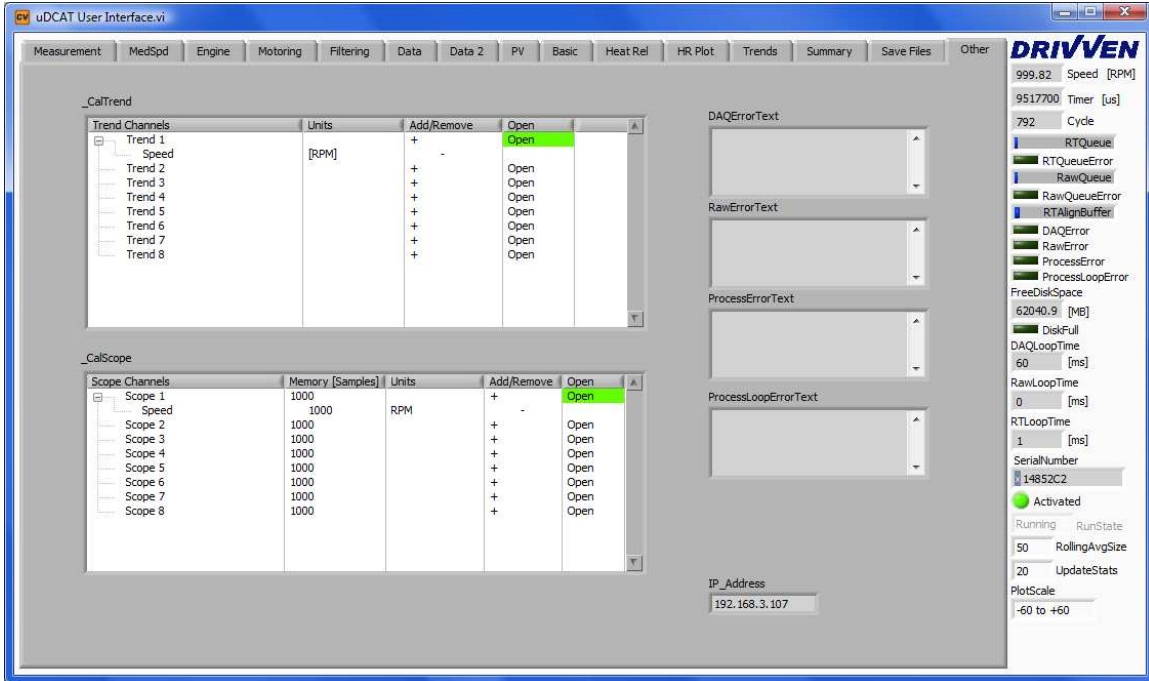 CV uDCAT User Interface.vi
Measurement MedSpd Engine Motoring Filtering Data Data 2 PV Basic Heat Rel HR Plot Trends Summary Save Files Other
DRIVVEN
999.82 Speed [RPM]
9517700 Timer [us]
792 Cycle
RTQueue
RTQueueError
RawQueue
RawQueueError
RTAlignBuffer
DAQError
RawError
ProcessError
ProcessLoopError
FreeDiskSpace
62040.9 [MB]
DiskFull
DAQLoopTime
60 [ms]
RawLoopTime
0 [ms]
RTLoopTime
1 [ms]
SerialNumber
x 14852C2
Activated
Running RunState
50 RollingAvgSize
20 UpdateStats
PlotScale
-60 to +60
_CalTrend
Trend Channels Units Add/Remove Open
Trend 1 + Open
Speed [RPM] -
Trend 2 + Open
Trend 3 + Open
Trend 4 + Open
Trend 5 + Open
Trend 6 + Open
Trend 7 + Open
Trend 8 + Open
_CalScope
Scope Channels Memory [Samples] Units Add/Remove Open
Scope 1 1000 + Open
Speed 1000 RPM -
Scope 2 1000 + Open
Scope 3 1000 + Open
Scope 4 1000 + Open
Scope 5 1000 + Open
Scope 6 1000 + Open
Scope 7 1000 + Open
Scope 8 1000 + Open
DAQErrorText
RawErrorText
ProcessErrorText
ProcessLoopErrorText
IP_Address
192.168.3.107